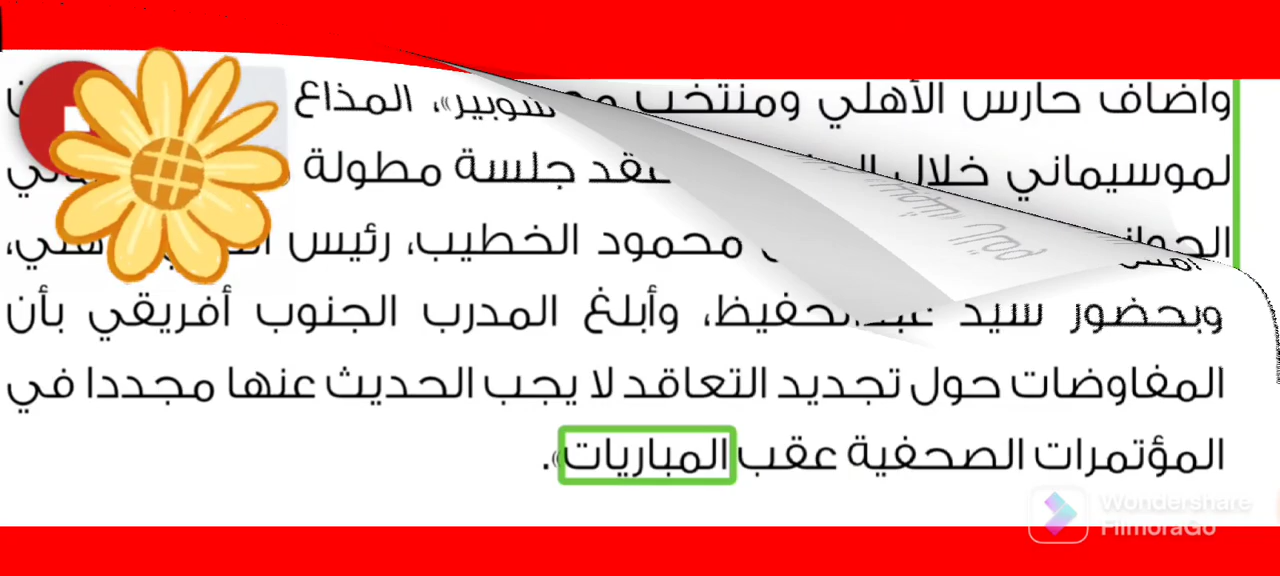 واضاف حارس الأهلي ومنتخب شوبير»، المذاع
لموسيماني خلال عقد جلسة مطولة
محمود الخطيب، رئيس
وبحضور سيد عبدالحفيظ، وأبلغ المدرب الجنوب أفريقي بأن
المفاوضات حول تجديد التعاقد لا يجب الحديث عنها مجددا في
المؤتمرات الصحفية عقب المباريات».
Wondershare
FilmoraGo